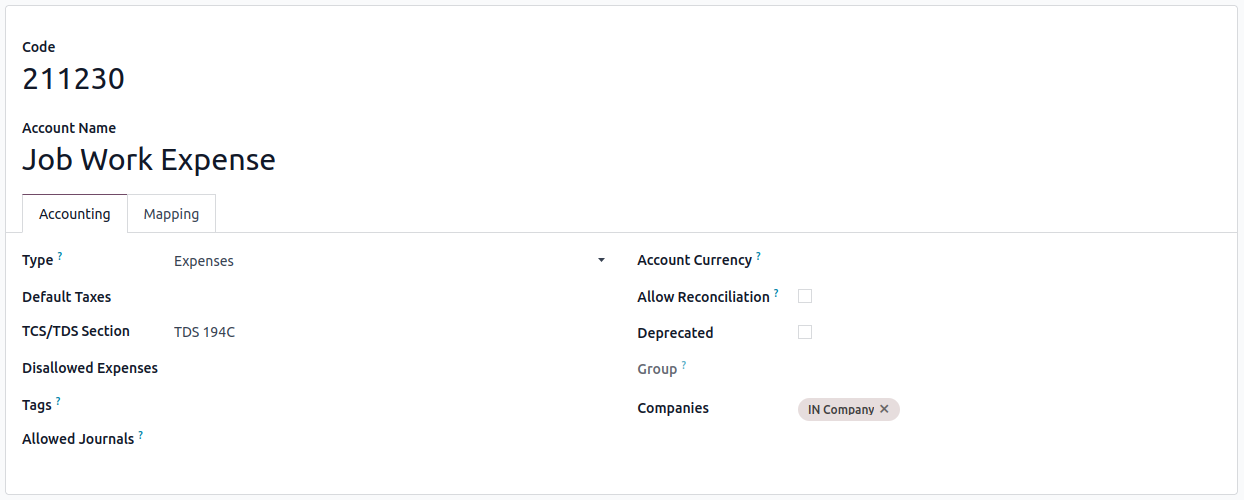 Code
211230
Account Name
Job Work Expense
Accounting
Mapping
Type ?
Expenses
Default Taxes
TCS/TDS Section
TDS 194C
Disallowed Expenses
Tags ?
Allowed Journals ?
Account Currency ?
Allow Reconciliation ?
Deprecated
Group ?
Companies
IN Company ✕